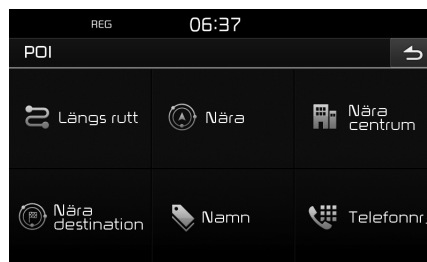 REG 06:37
POI
Längs rutt
Nära
Nära
centrum
Nära
destination
Namn
Telefonnr.